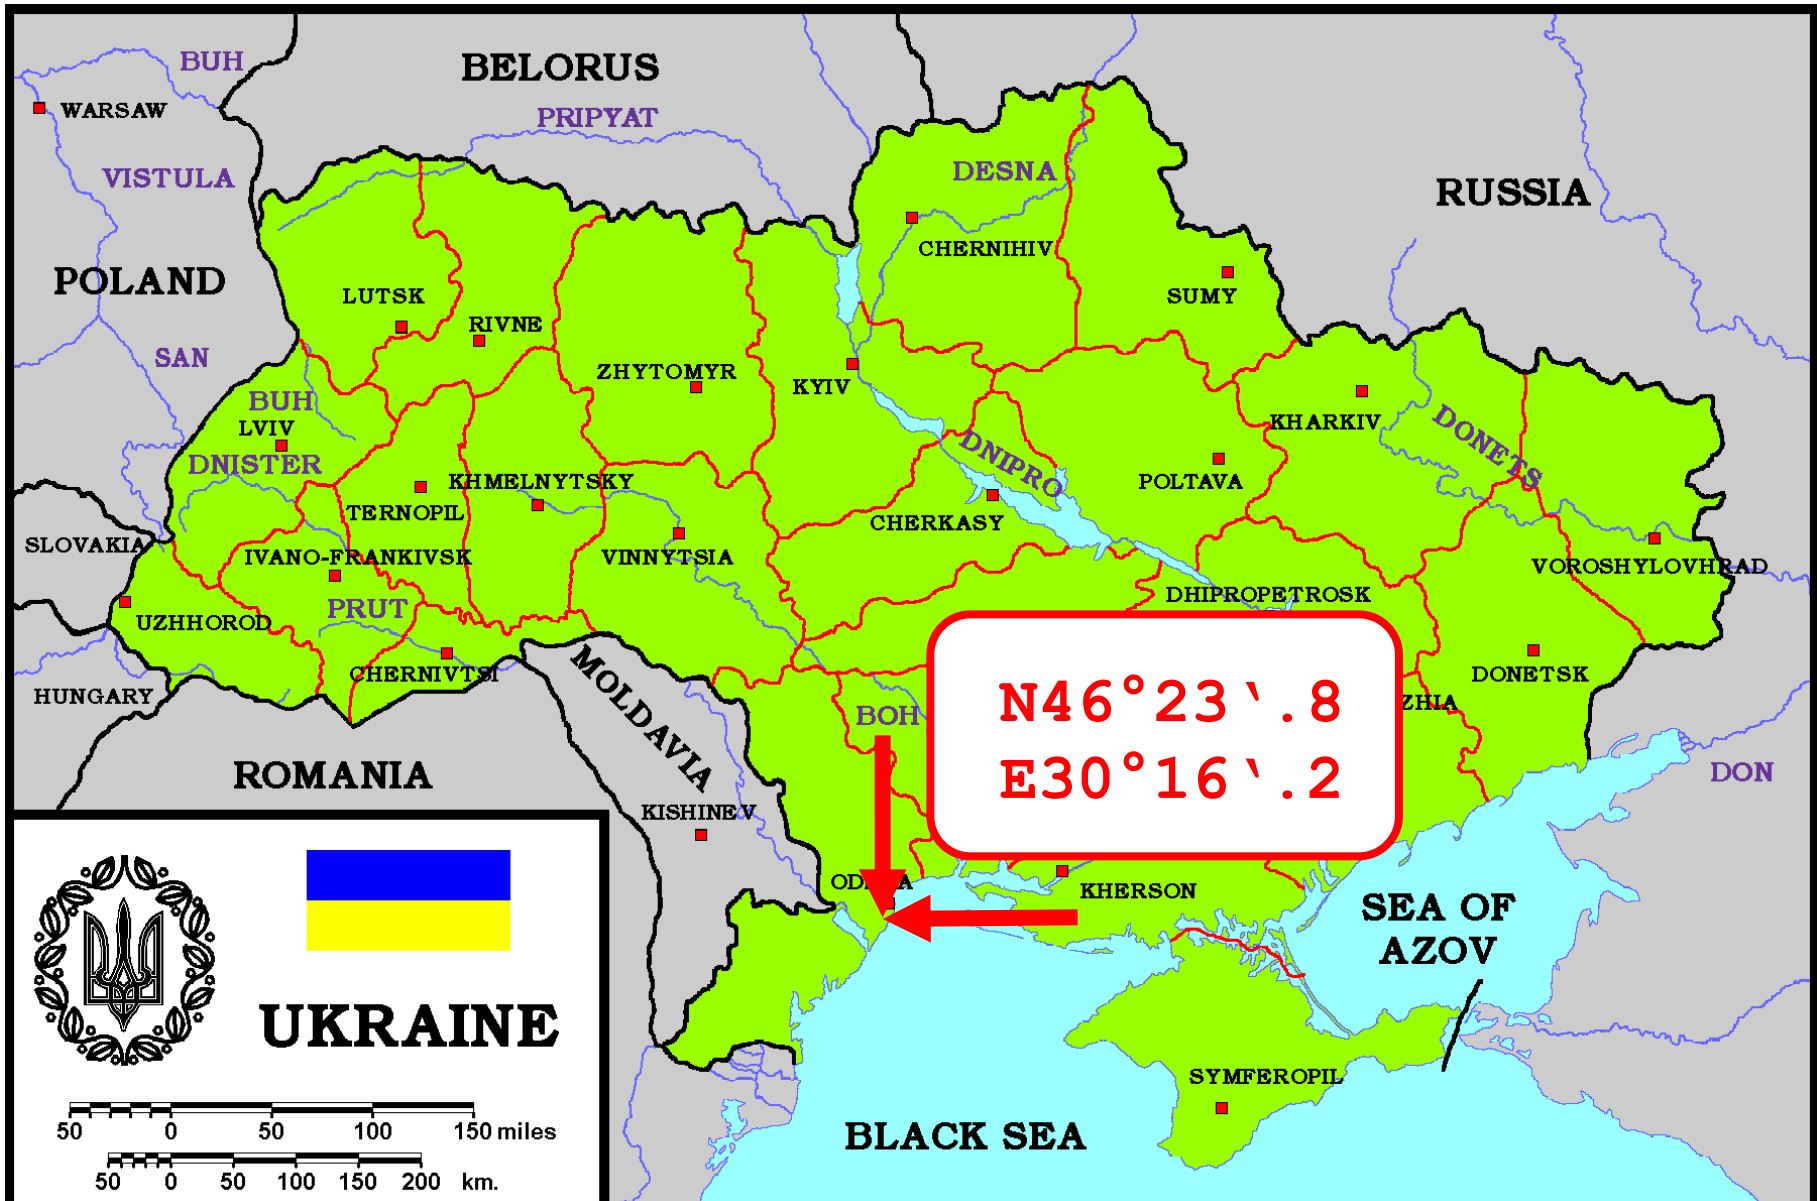 BUH
BELORUS
WARSAW
PRIPYAT
VISTULA
DESNA
RUSSIA
CHERNIHIV
POLAND
LUTSK
SUMY
RIVNE
SAN
ZHYTOMYR
KYIV
BUH
LVIV
KHARKIV
DONETS
DNISTER
DNIPRO
KHMELNYTSKY
POLTAVA
TERNOPIL
CHERKASY
SLOVAKIA
IVANO-FRANKIVSK
VINNYTSIA
VOROSHYLOVHRAD
DHIPROPETROSK
PRUT
UZHHOROD
CHERNIVTSI
MOLDAVIA
DONETSK
HUNGARY
N46°23`.8
E30°16`.2
ZHIA
BOH
ROMANIA
DON
KISHINEV
ODESA
KHERSON
SEA OF
AZOV
UKRAINE
SYMFEROPIL
BLACK SEA
50 0 50 100 150 miles
50 0 50 100 150 200 km.